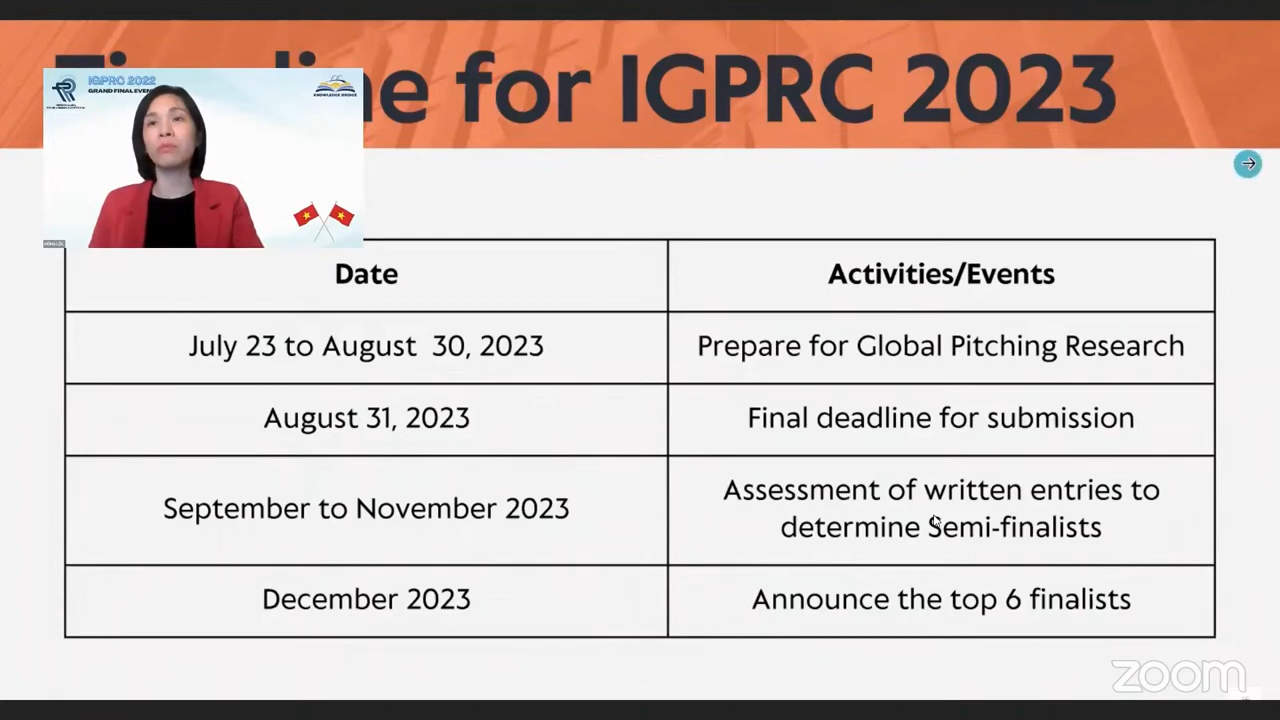 Timeline for IGPRC 2023
IGPRC 2022
GRAND FINAL EVENT
KNOWLEDGE BRIDGE
Date
Activities/Events
July 23 to August 30, 2023
Prepare for Global Pitching Research
August 31, 2023
Final deadline for submission
September to November 2023
Assessment of written entries to
determine Semi-finalists
December 2023
Announce the top 6 finalists
zoom